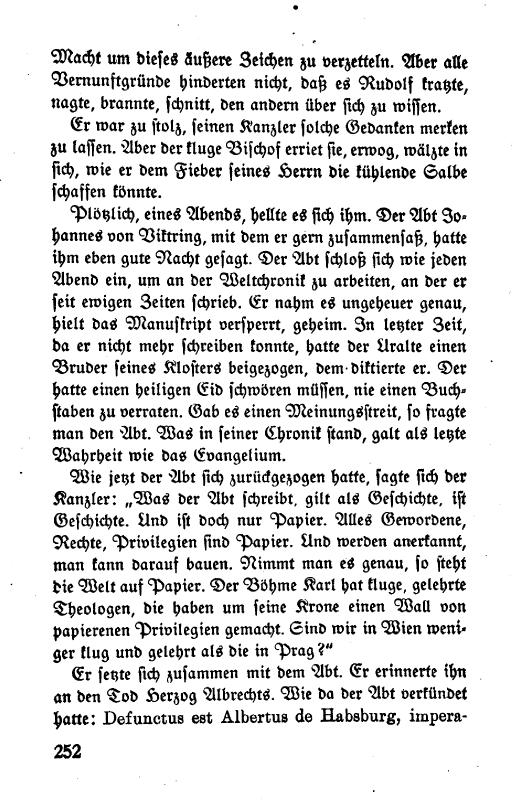 Macht um dieses äußere Zeichen zu verzetteln. Aber alle
Vernunftgründe hinderten nicht, daß es Rudolf kratzte,
nagte, brannte, schnitt, den andern über sich zu wissen.
Er war zu stolz, seinen Kanzler solche Gedanken merken
zu lassen. Aber der kluge Bischof erriet sie, erwog, wälzte in
sich, wie er dem Fieber seines Herrn die kühlende Salbe
schaffen könnte.
Plötzlich, eines Abends, hellte es sich ihm. Der Abt Jo-
hannes von Viktring, mit dem er gern zusammensaß, hatte
ihm eben gute Nacht gesagt. Der Abt schloß sich wie jeden
Abend ein, um an der Weltchronik zu arbeiten, an der er
seit ewigen Zeiten schrieb. Er nahm es ungeheuer genau,
hielt das Manuskript versperrt, geheim. In letzter Zeit,
da er nicht mehr schreiben konnte, hatte der Uralte einen
Bruder seines Klosters beigezogen, dem diktierte er. Der
hatte einen heiligen Eid schwören müssen, nie einen Buch-
staben zu verraten. Gab es einen Meinungsstreit, so fragte
man den Abt. Was in seiner Chronik stand, galt als letzte
Wahrheit wie das Evangelium.
Wie jetzt der Abt sich zurückgezogen hatte, sagte sich der
Kanzler: „Was der Abt schreibt, gilt als Geschichte, ist
Geschichte. Und ist doch nur Papier. Alles Gewordene,
Rechte, Privilegien sind Papier. Und werden anerkannt,
man kann darauf bauen. Nimmt man es genau, so steht
die Welt auf Papier. Der Böhme Karl hat kluge, gelehrte
Theologen, die haben um seine Krone einen Wall von
papierenen Privilegien gemacht. Sind wir in Wien weni-
ger klug und gelehrt als die in Prag?“
Er setzte sich zusammen mit dem Abt. Er erinnerte ihn
an den Tod Herzog Albrechts. Wie da der Abt verkündet
hatte: Defunctus est Albertus de Habsburg, impera-
252